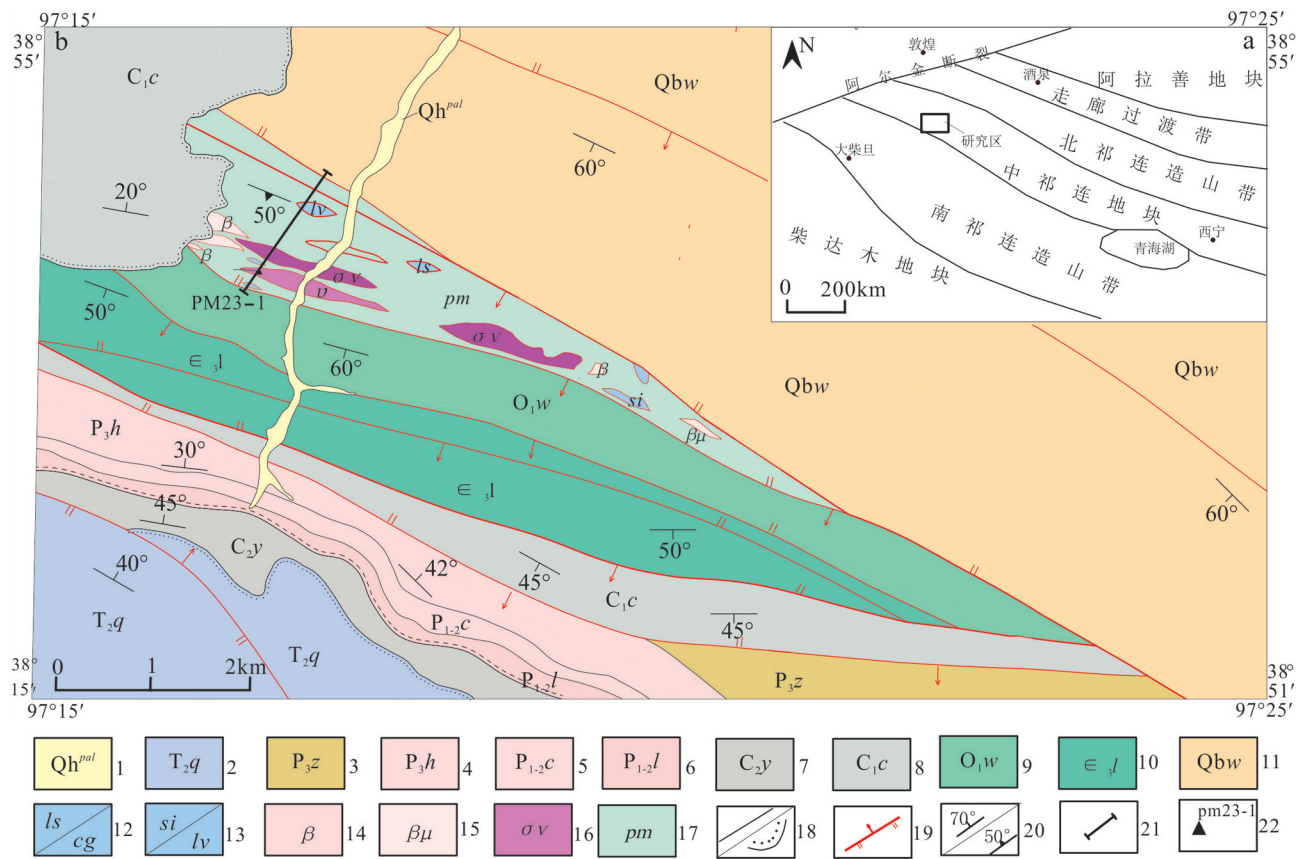 97°15′
97°25′
38°
55′
38°
55′
b
a
N
C₁c
Qbw
Qhᵖᵃˡ
敦煌
酒泉
阿尔金断裂
阿拉善地块
走廊过渡带
北祁连造山带
研究区
大柴旦
中祁连地块
南祁连造山带
西宁
青海湖
柴达木地块
0 200km
60°
20°
50°
lv
β
β
σν
ls
ν
pm
PM23-1
50°
∈₃l
60°
σν
β
si
O₁w
βμ
Qbw
Qbw
P₃h
30°
∈₃l
45°
C₂y
50°
60°
40°
42°
45°
C₁c
T₂q
P₁₋₂c
45°
T₂q
P₁₋₂l
P₃z
0 1 2km
38°
15′
38°
51′
97°15′
97°25′
Qhᵖᵃˡ 1 T₂q 2 P₃z 3 P₃h 4 P₁₋₂c 5 P₁₋₂l 6 C₂y 7 C₁c 8 O₁w 9 ∈₃l 10 Qbw 11
ls cg 12 si lv 13 β 14 βμ 15 σν 16 pm 17 18 19 70° 50° 20 21 pm23-1 22